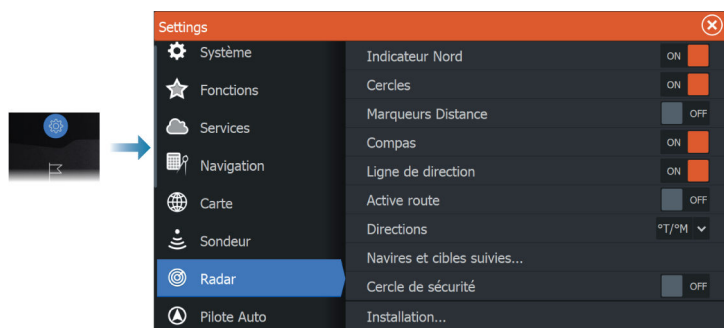 Settings
Système
Fonctions
Services
Navigation
Carte
Sondeur
Radar
Pilote Auto
Indicateur Nord ON
Cercles ON
Marqueurs Distance OFF
Compas ON
Ligne de direction ON
Active route OFF
Directions °T/°M
Navires et cibles suivies...
Cercle de sécurité OFF
Installation...